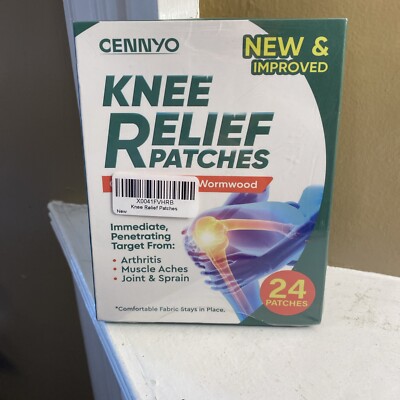 CENNYO
NEW &
IMPROVED
KNEE
RELIEF
PATCHES
Wormwood
X0041FVHRB
Knee Relief Patches
New
Immediate,
Penetrating
Target From:
• Arthritis
• Muscle Aches
• Joint & Sprain
24
PATCHES
*Comfortable Fabric Stays in Place.